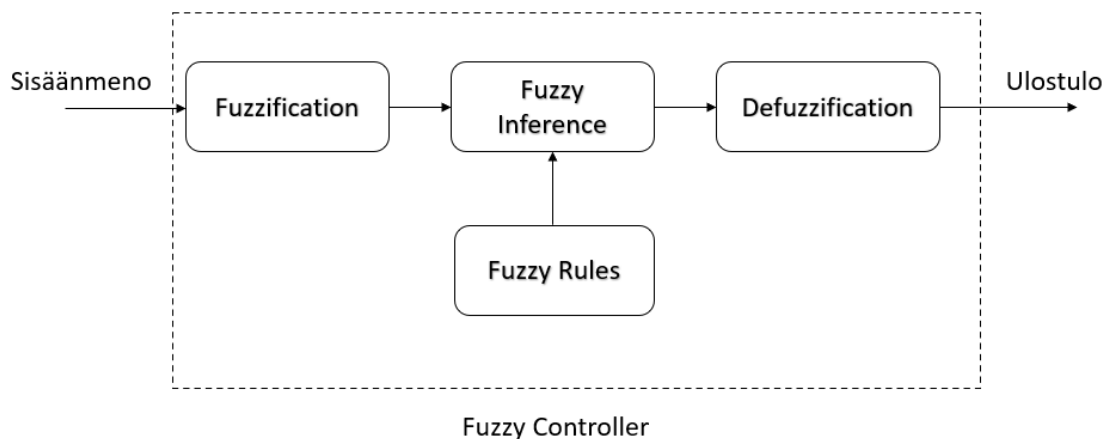 Sisäänmeno
Fuzzification
Fuzzy
Inference
Defuzzification
Ulostulo
Fuzzy Rules
Fuzzy Controller